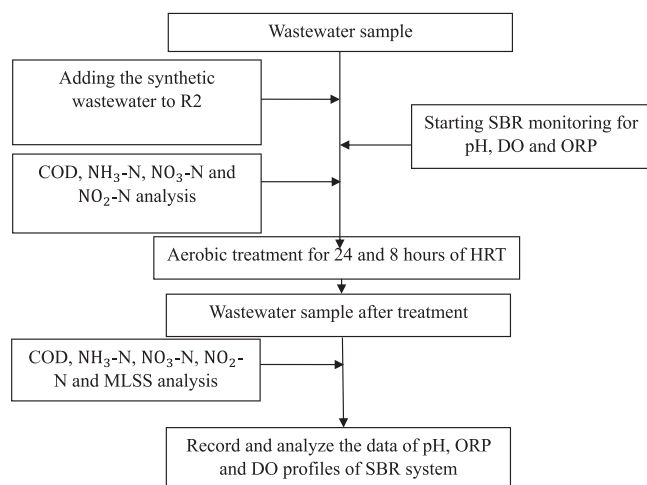 Wastewater sample
Adding the synthetic
wastewater to R2
Starting SBR monitoring for
pH, DO and ORP
COD, NH₃-N, NO₃-N and
NO₂-N analysis
Aerobic treatment for 24 and 8 hours of HRT
Wastewater sample after treatment
COD, NH₃-N, NO₃-N, NO₂-
N and MLSS analysis
Record and analyze the data of pH, ORP
and DO profiles of SBR system